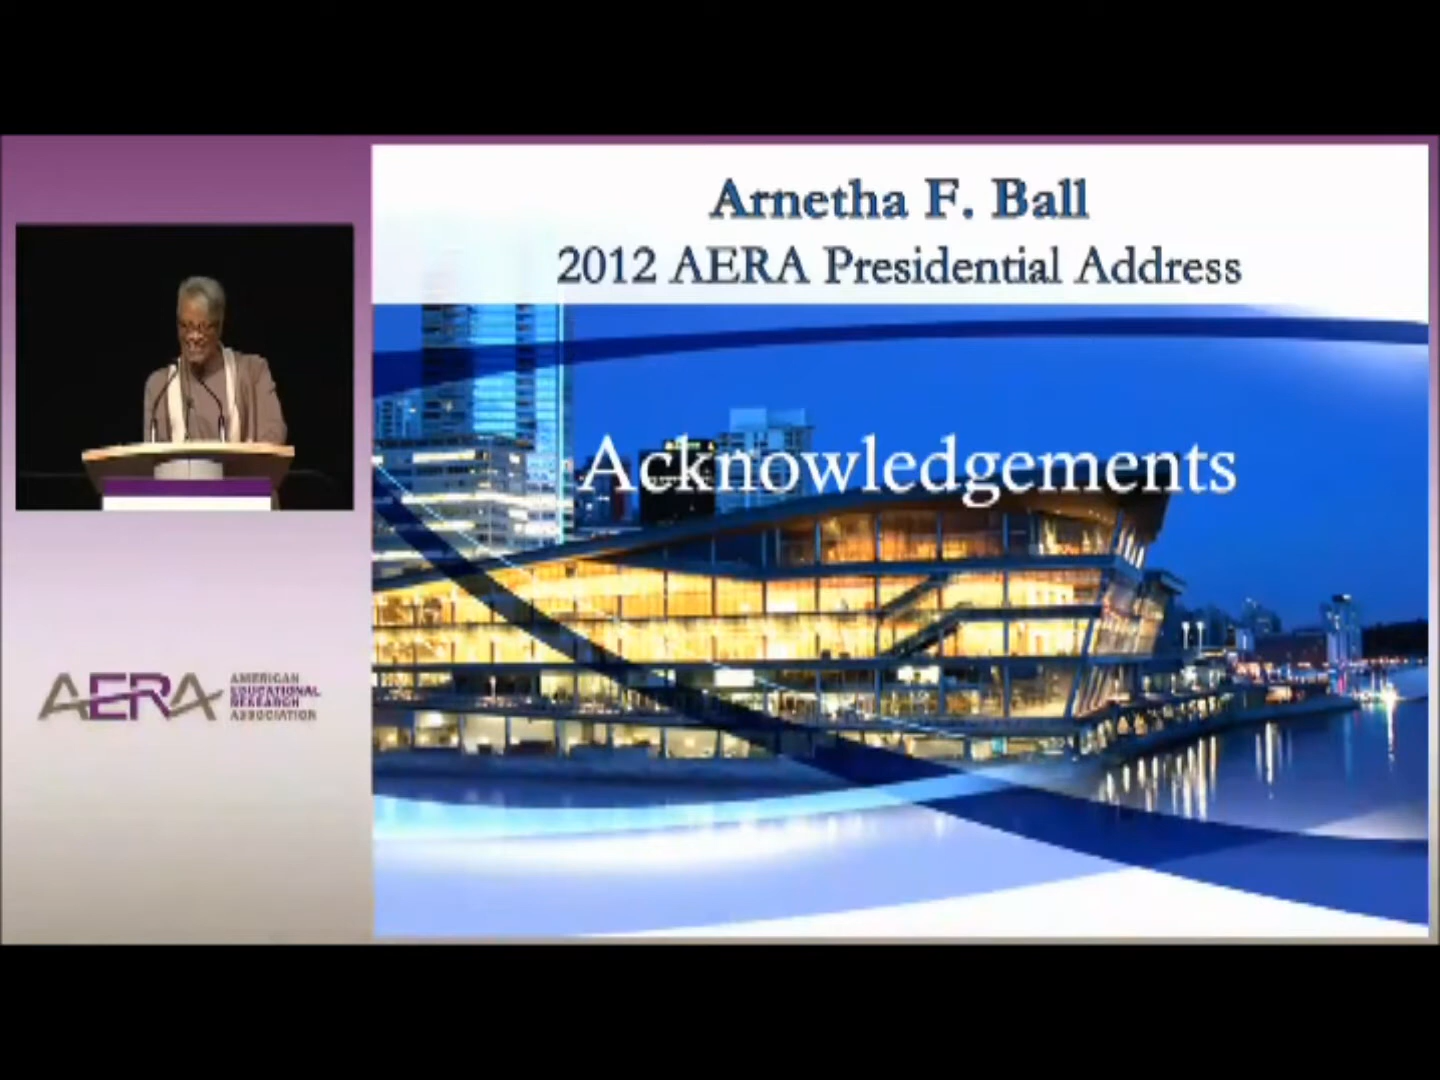 Arnetha F. Ball
2012 AERA Presidential Address
Acknowledgements
AERA
AMERICAN
EDUCATIONAL
RESEARCH
ASSOCIATION